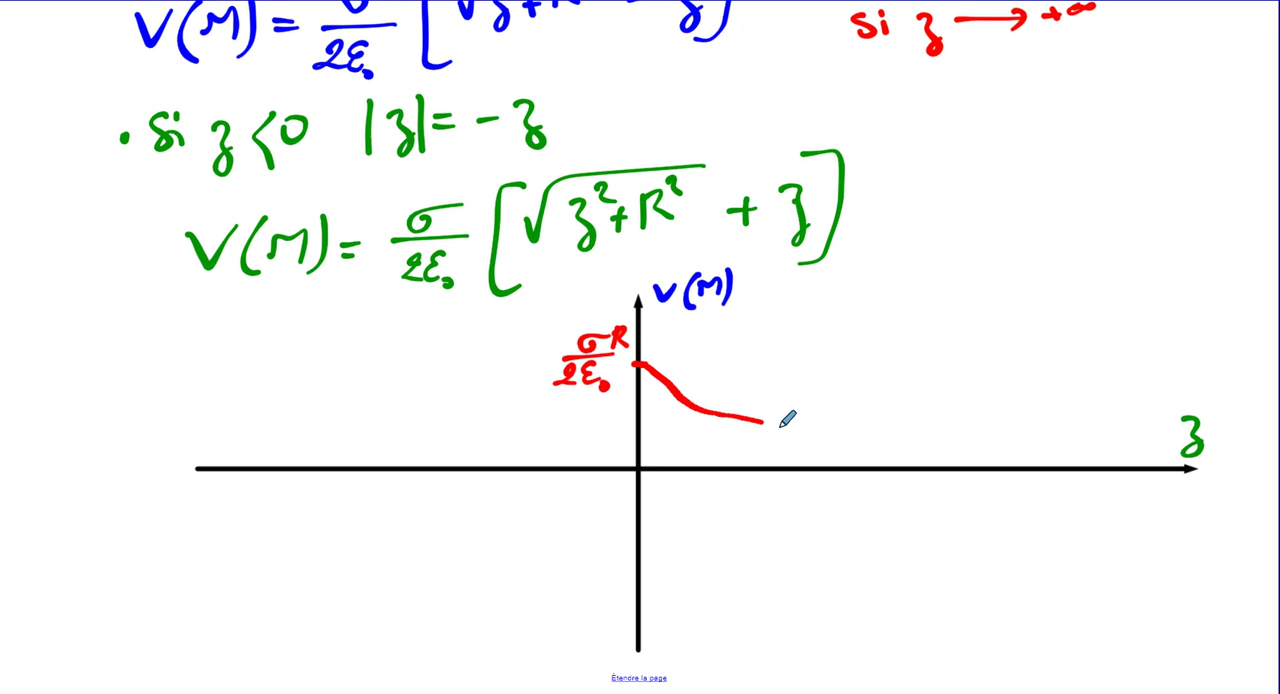 V(M) = σ/2ε₀ [√z²+R² - z]
si z → +∞
• si z < 0 |z| = - z
V(M) = σ/2ε₀ [√z²+R² + z]
V(M)
σR/2ε₀
z
Étendre la page